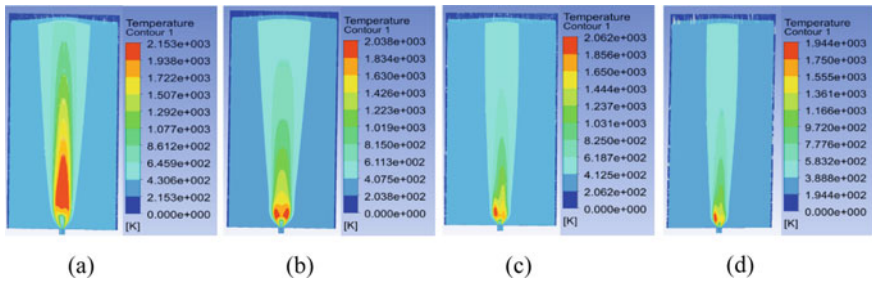 Temperature
Contour 1
2.153e+003
1.938e+003
1.722e+003
1.507e+003
1.292e+003
1.077e+003
8.612e+002
6.459e+002
4.306e+002
2.153e+002
0.000e+000
[K]
(a)
Temperature
Contour 1
2.038e+003
1.834e+003
1.630e+003
1.426e+003
1.223e+003
1.019e+003
8.150e+002
6.113e+002
4.075e+002
2.038e+002
0.000e+000
[K]
(b)
Temperature
Contour 1
2.062e+003
1.856e+003
1.650e+003
1.444e+003
1.237e+003
1.031e+003
8.250e+002
6.187e+002
4.125e+002
2.062e+002
0.000e+000
[K]
(c)
Temperature
Contour 1
1.944e+003
1.750e+003
1.555e+003
1.361e+003
1.166e+003
9.720e+002
7.776e+002
5.832e+002
3.888e+002
1.944e+002
0.000e+000
[K]
(d)